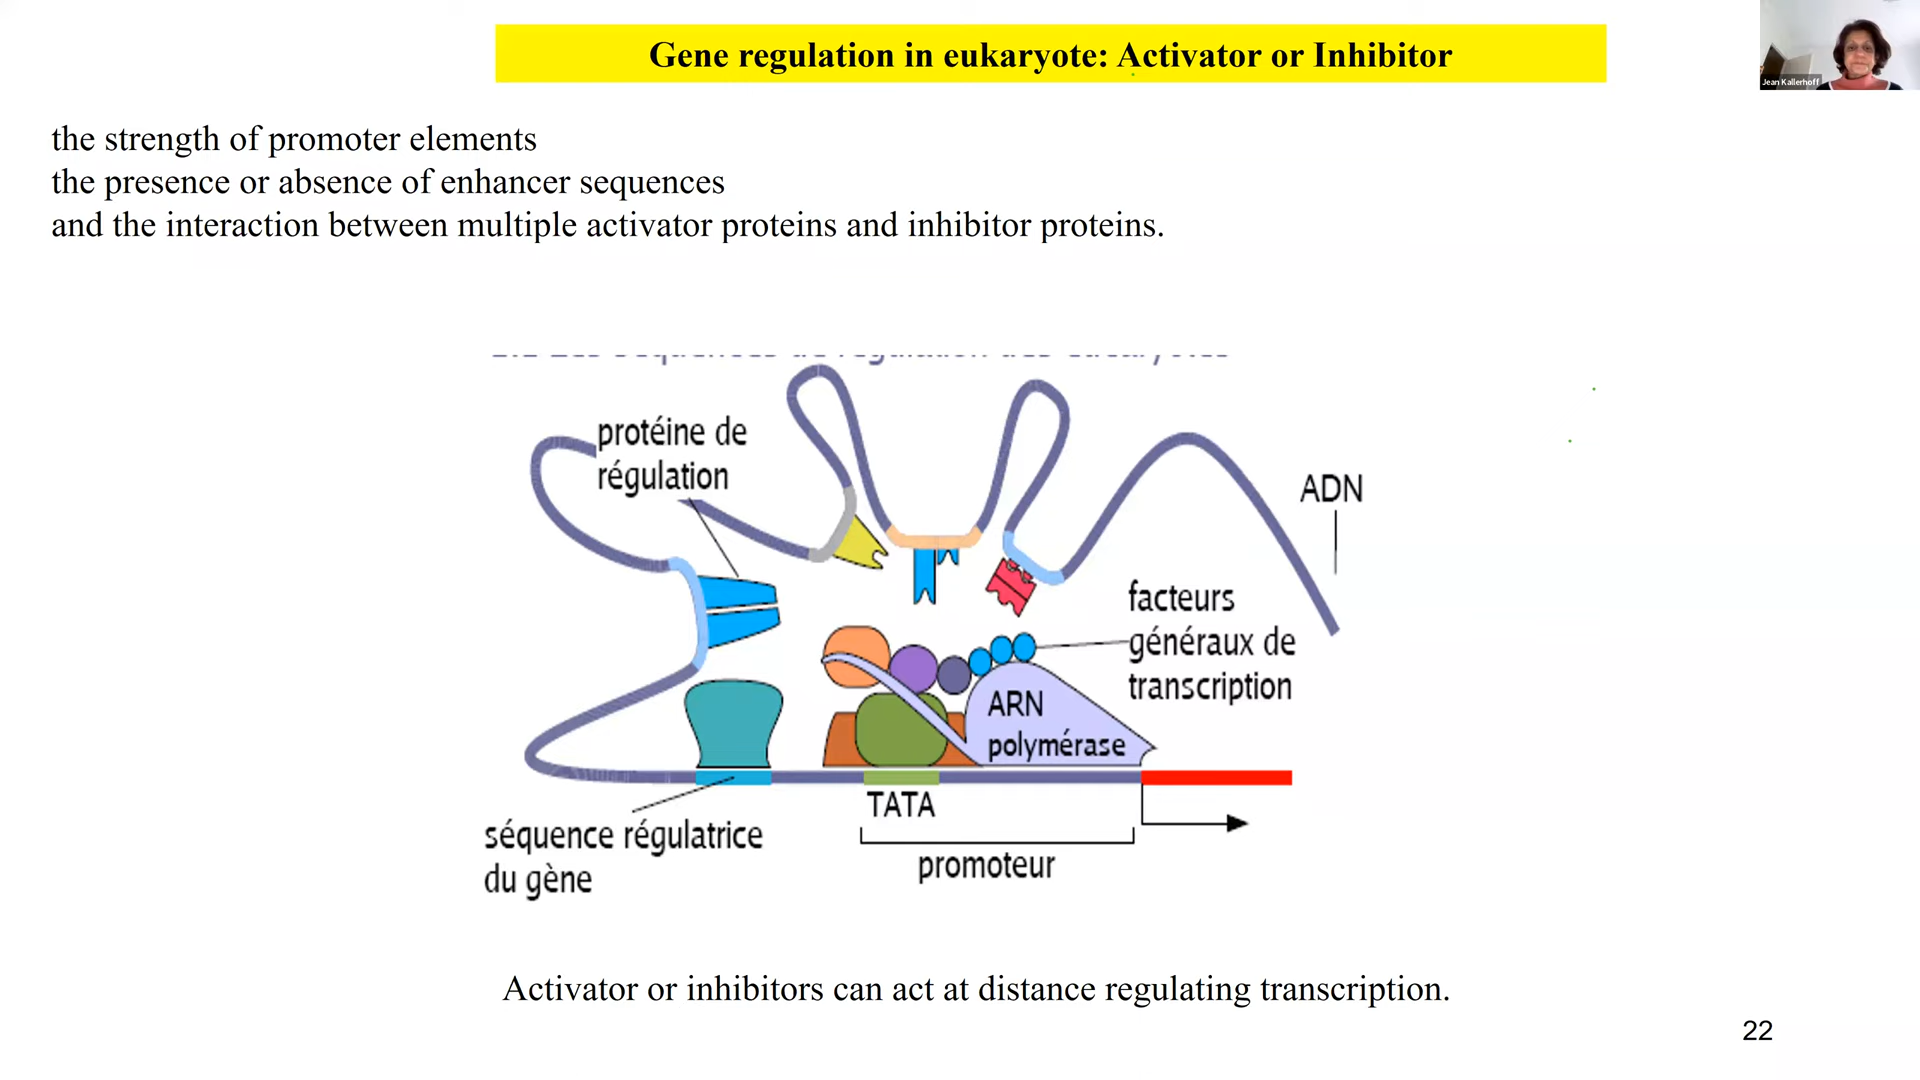 Gene regulation in eukaryote: Activator or Inhibitor
Jean Kallerhoff
the strength of promoter elements
the presence or absence of enhancer sequences
and the interaction between multiple activator proteins and inhibitor proteins.
protéine de
régulation
ADN
facteurs
généraux de
transcription
ARN
polymérase
TATA
séquence régulatrice
du gène
promoteur
Activator or inhibitors can act at distance regulating transcription.
22